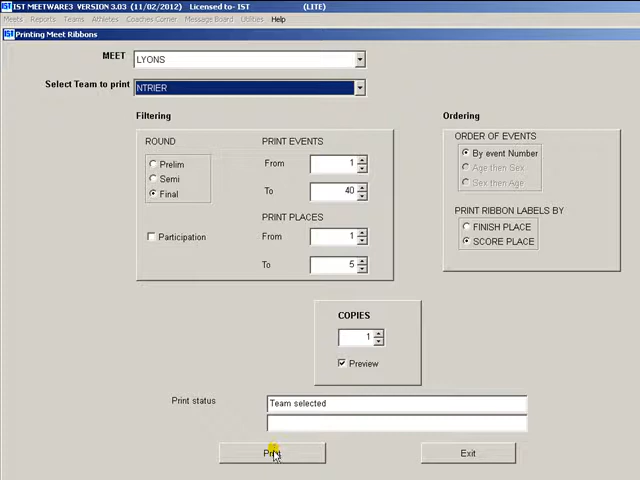 IST IST MEETWARE3 VERSION 3.03 (11/02/2012) Licensed to- IST (LITE)
Meets Reports Teams Athletes Coaches Corner Message Board Utilities Help
IST Printing Meet Ribbons
MEET LYONS
Select Team to print NTRIER
Filtering Ordering
ROUND PRINT EVENTS ORDER OF EVENTS
Prelim From 1 By event Number
Semi Age then Sex
Final To 40 Sex then Age
PRINT PLACES PRINT RIBBON LABELS BY
Participation From 1 FINISH PLACE
SCORE PLACE
To 5
COPIES
1
Preview
Print status Team selected
Print Exit